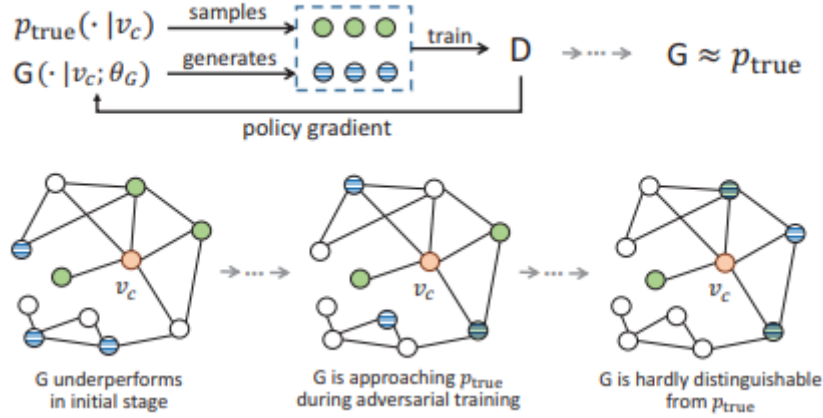 p_true(· |v_c)
samples
G(· |v_c; θ_G)
generates
train
D
G ≈ p_true
policy gradient
v_c
v_c
v_c
G underperforms
in initial stage
G is approaching p_true
during adversarial training
G is hardly distinguishable
from p_true